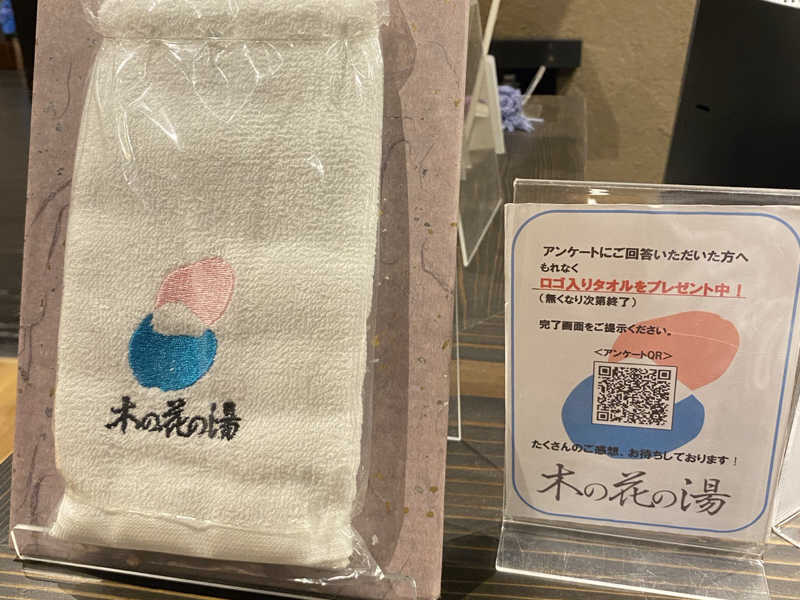 木の花の湯
アンケートにご回答いただいた方へ
もれなく
ロゴ入りタオルをプレゼント中！
（無くなり次第終了）
完了画面をご提示ください。
＜アンケートQR＞
たくさんのご感想、お待ちしております！
木の花の湯